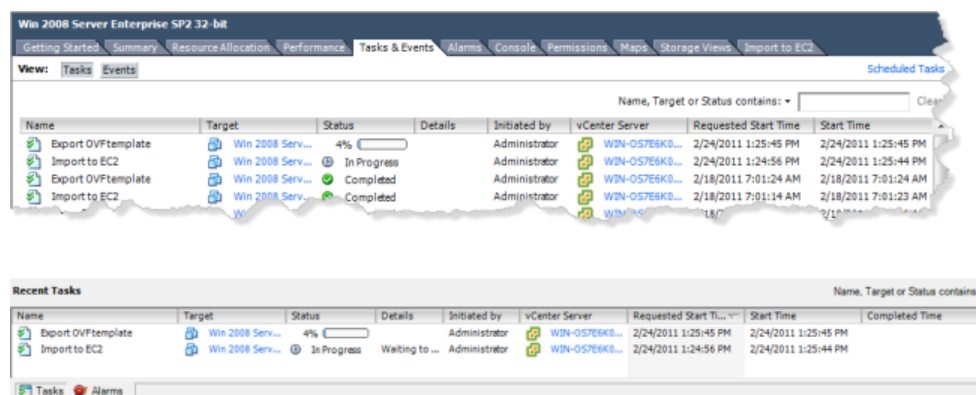 Win 2008 Server Enterprise SP2 32-bit
Getting Started Summary Resource Allocation Performance Tasks & Events Alarms Console Permissions Maps Storage Views Import to EC2
View: Tasks Events Scheduled Tasks
Name, Target or Status contains: Clear
Name Target Status Details Initiated by vCenter Server Requested Start Time Start Time
Export OVFtemplate Win 2008 Serv... 4% Administrator WIN-OS7E6K0... 2/24/2011 1:25:45 PM 2/24/2011 1:25:45 PM
Import to EC2 Win 2008 Serv... In Progress Administrator WIN-OS7E6K0... 2/24/2011 1:24:56 PM 2/24/2011 1:25:44 PM
Export OVFtemplate Win 2008 Serv... Completed Administrator WIN-OS7E6K0... 2/18/2011 7:01:24 AM 2/18/2011 7:01:24 AM
Import to EC2 Win 2008 Serv... Completed Administrator WIN-OS7E6K0... 2/18/2011 7:01:14 AM 2/18/2011 7:01:23 AM
Recent Tasks Name, Target or Status contains
Name Target Status Details Initiated by vCenter Server Requested Start Ti... Start Time Completed Time
Export OVFtemplate Win 2008 Serv... 4% Administrator WIN-OS7E6K0... 2/24/2011 1:25:45 PM 2/24/2011 1:25:45 PM
Import to EC2 Win 2008 Serv... In Progress Waiting to ... Administrator WIN-OS7E6K0... 2/24/2011 1:24:56 PM 2/24/2011 1:25:44 PM
Tasks Alarms